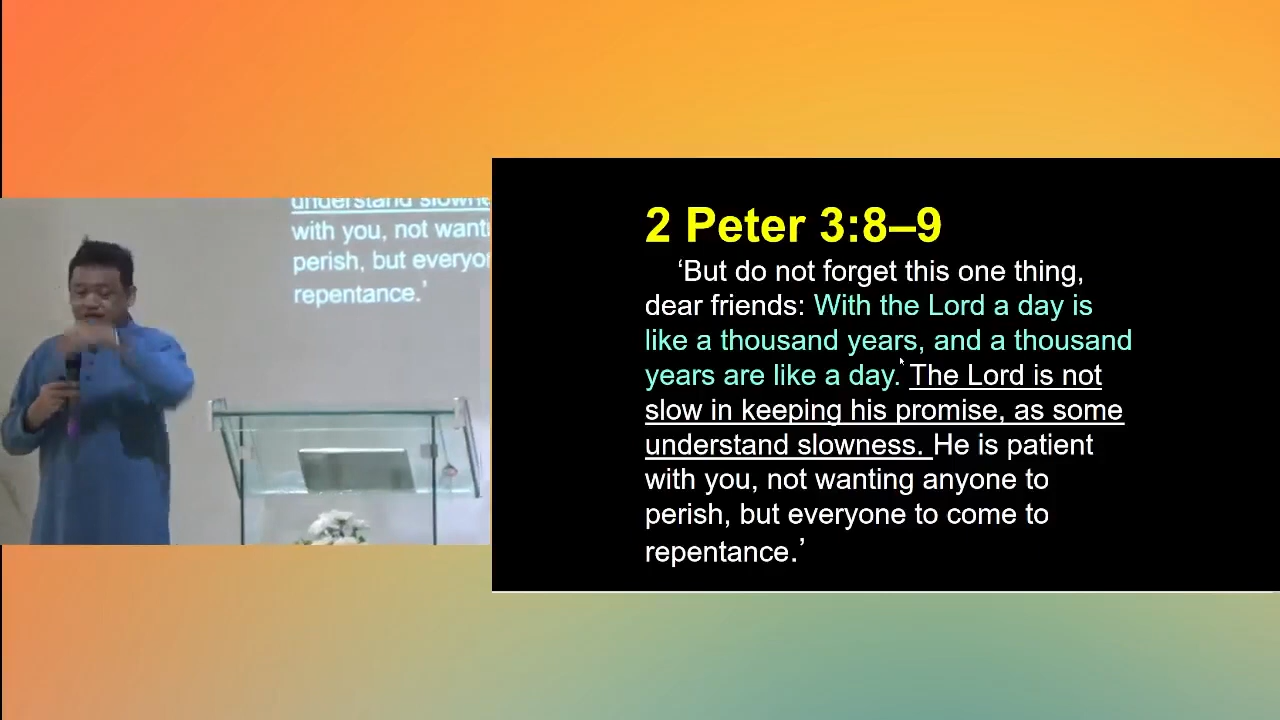 understand slowne
with you, not wanti
perish, but everyor
repentance.’
2 Peter 3:8–9
‘But do not forget this one thing,
dear friends: With the Lord a day is
like a thousand years, and a thousand
years are like a day. The Lord is not
slow in keeping his promise, as some
understand slowness. He is patient
with you, not wanting anyone to
perish, but everyone to come to
repentance.’